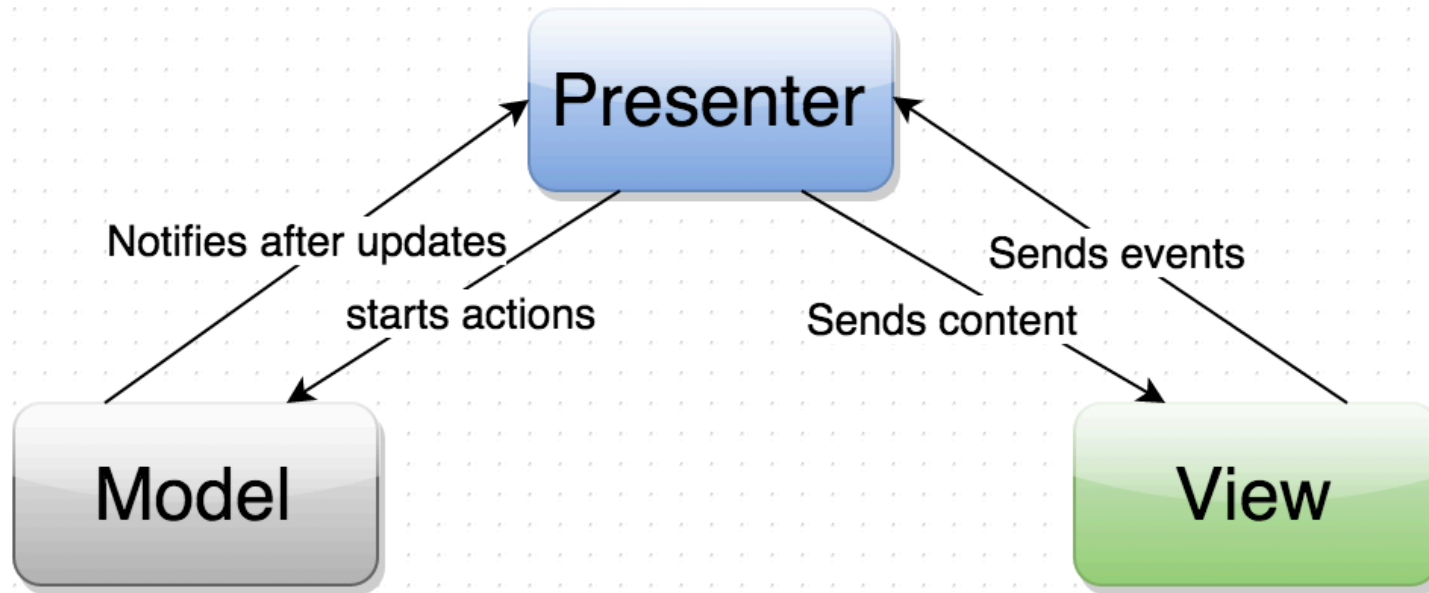 Presenter
Notifies after updates
Sends events
starts actions
Sends content
Model
View